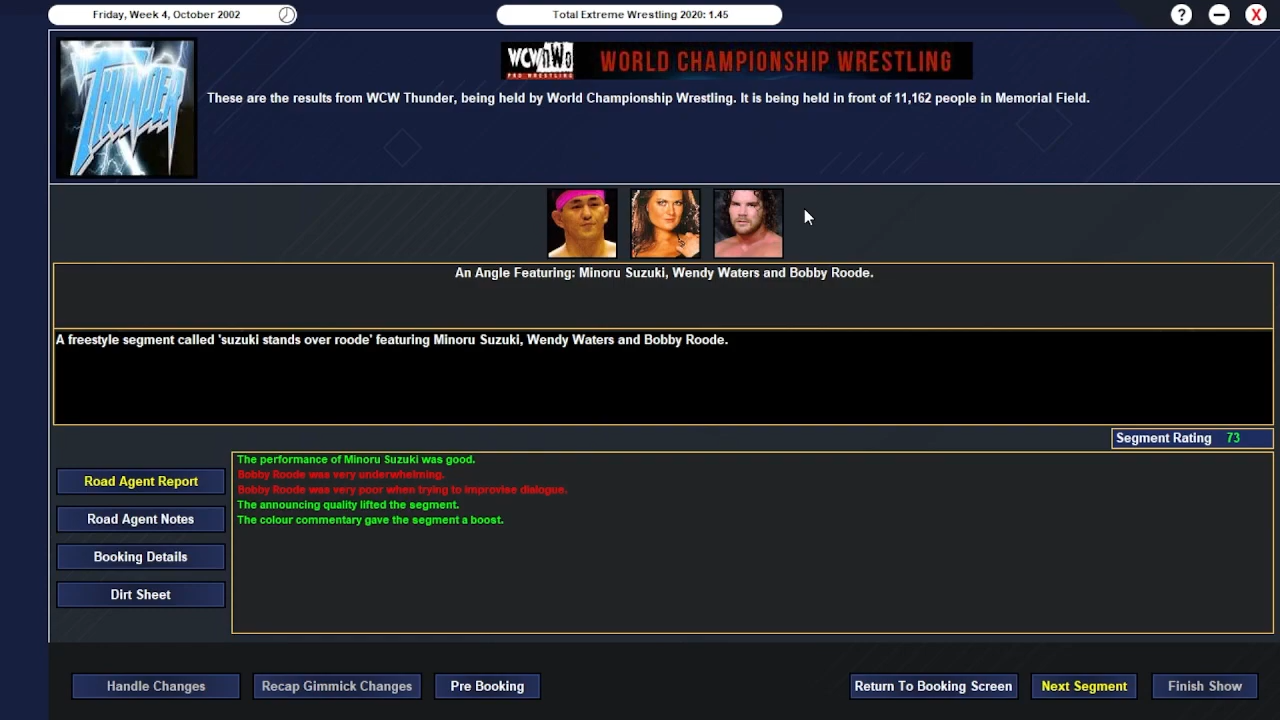 Friday, Week 4, October 2002
Total Extreme Wrestling 2020: 1.45
?
X
THUNDER
WCW nWo
PRO WRESTLING
WORLD CHAMPIONSHIP WRESTLING
These are the results from WCW Thunder, being held by World Championship Wrestling. It is being held in front of 11,162 people in Memorial Field.
An Angle Featuring: Minoru Suzuki, Wendy Waters and Bobby Roode.
A freestyle segment called 'suzuki stands over roode' featuring Minoru Suzuki, Wendy Waters and Bobby Roode.
Segment Rating 73
Road Agent Report
Road Agent Notes
Booking Details
Dirt Sheet
The performance of Minoru Suzuki was good.
Bobby Roode was very underwhelming.
Bobby Roode was very poor when trying to improvise dialogue.
The announcing quality lifted the segment.
The colour commentary gave the segment a boost.
Handle Changes
Recap Gimmick Changes
Pre Booking
Return To Booking Screen
Next Segment
Finish Show